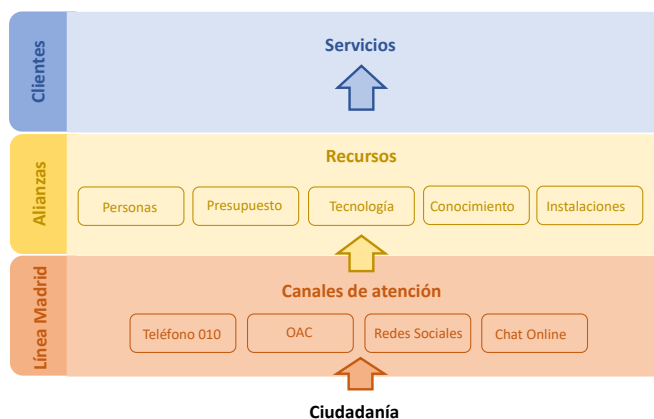 Clientes
Servicios
Alianzas
Recursos
Personas
Presupuesto
Tecnología
Conocimiento
Instalaciones
Línea Madrid
Canales de atención
Teléfono 010
OAC
Redes Sociales
Chat Online
Ciudadanía